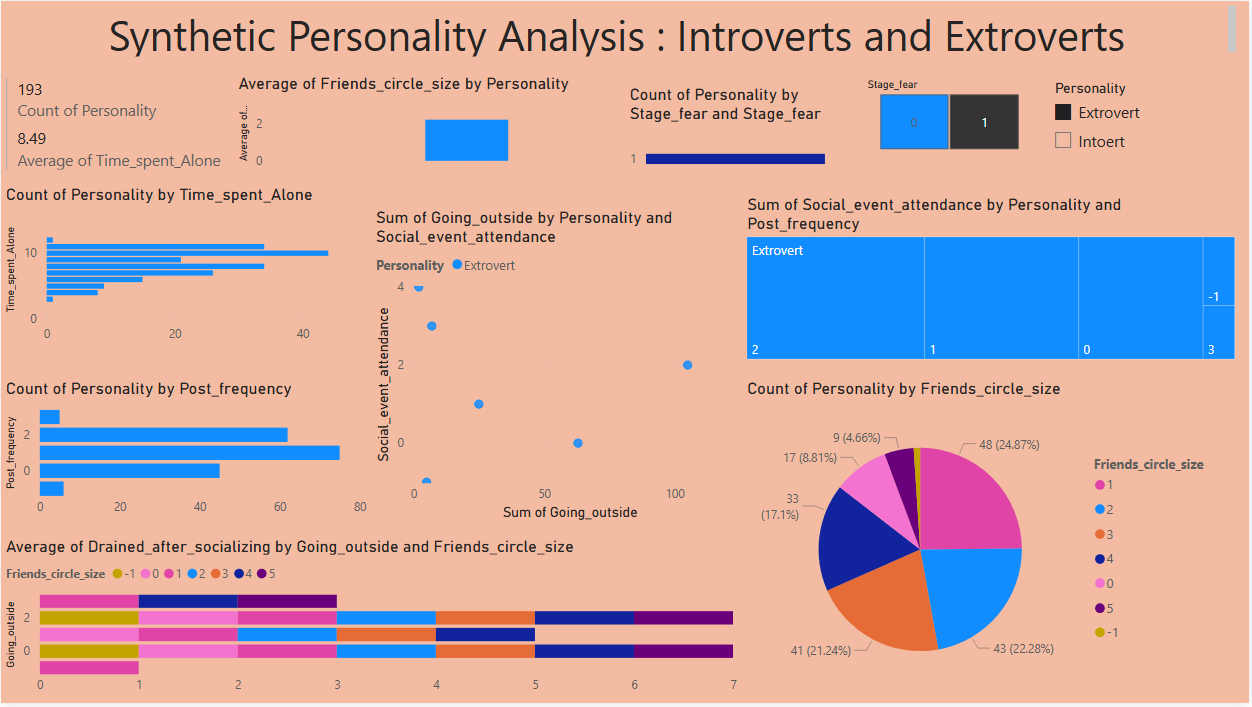 Synthetic Personality Analysis : Introverts and Extroverts
193
Count of Personality
8.49
Average of Time_spent_Alone
Average of Friends_circle_size by Personality
Average of...
2
0
Count of Personality by
Stage_fear and Stage_fear
1
Stage_fear
0
1
Personality
Extrovert
Intoert
Count of Personality by Time_spent_Alone
Time_spent_Alone
10
0
0 20 40
Sum of Going_outside by Personality and
Social_event_attendance
Personality Extrovert
Social_event_attendance
4
2
0
0 50 100
Sum of Going_outside
Sum of Social_event_attendance by Personality and
Post_frequency
Extrovert
2
1
0
-1
3
Count of Personality by Post_frequency
Post_frequency
2
0
0 20 40 60 80
Count of Personality by Friends_circle_size
48 (24.87%)
43 (22.28%)
41 (21.24%)
33
(17.1%)
17 (8.81%)
9 (4.66%)
Friends_circle_size
1
2
3
4
0
5
-1
Average of Drained_after_socializing by Going_outside and Friends_circle_size
Friends_circle_size -1 0 1 2 3 4 5
Going_outside
2
0
0 1 2 3 4 5 6 7